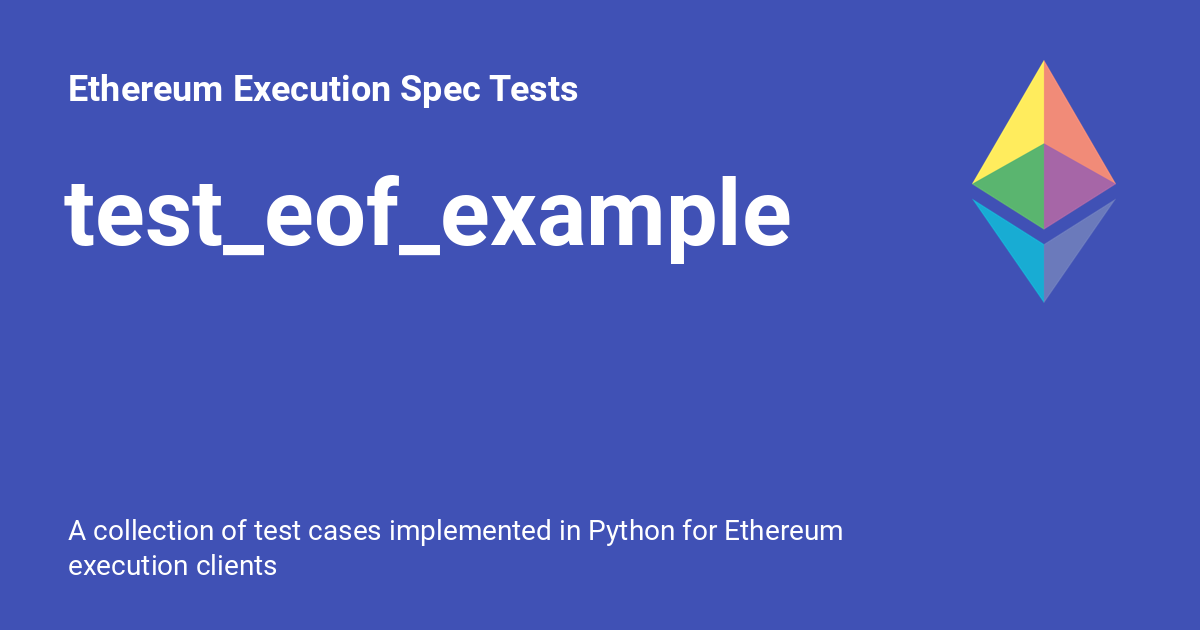 Ethereum Execution Spec Tests
test_eof_example
A collection of test cases implemented in Python for Ethereum
execution clients